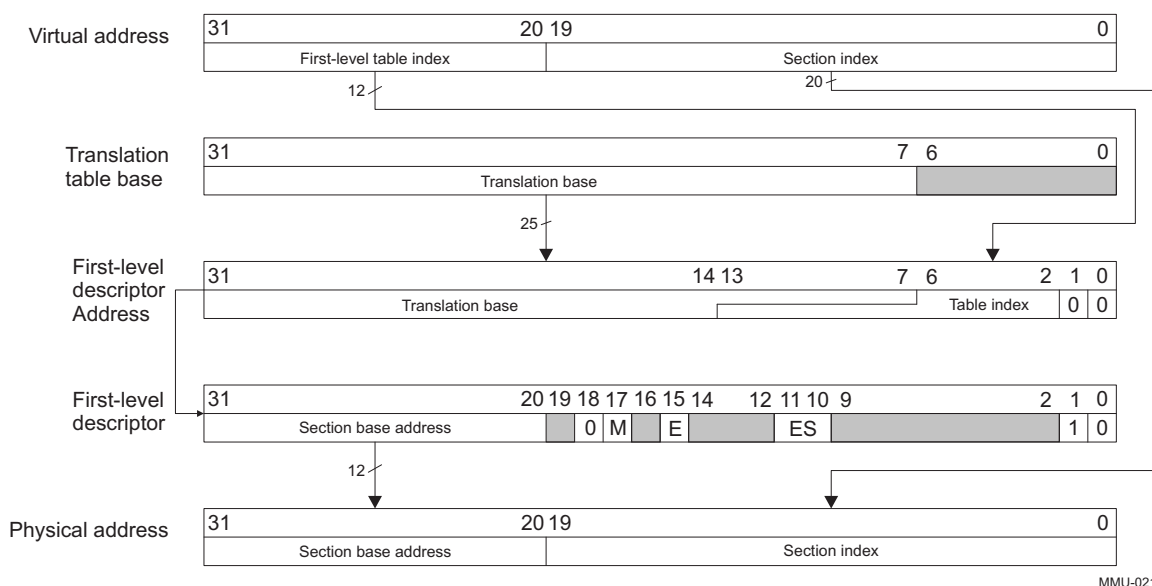 Virtual address
31 20 19 0
First-level table index Section index
12 20
Translation
table base
31 7 6 0
Translation base
25
First-level
descriptor
Address
31 14 13 7 6 2 1 0
Translation base Table index 0 0
First-level
descriptor
31 20 19 18 17 16 15 14 12 11 10 9 2 1 0
Section base address 0 M E ES 1 0
12
Physical address
31 20 19 0
Section base address Section index
MMU-021